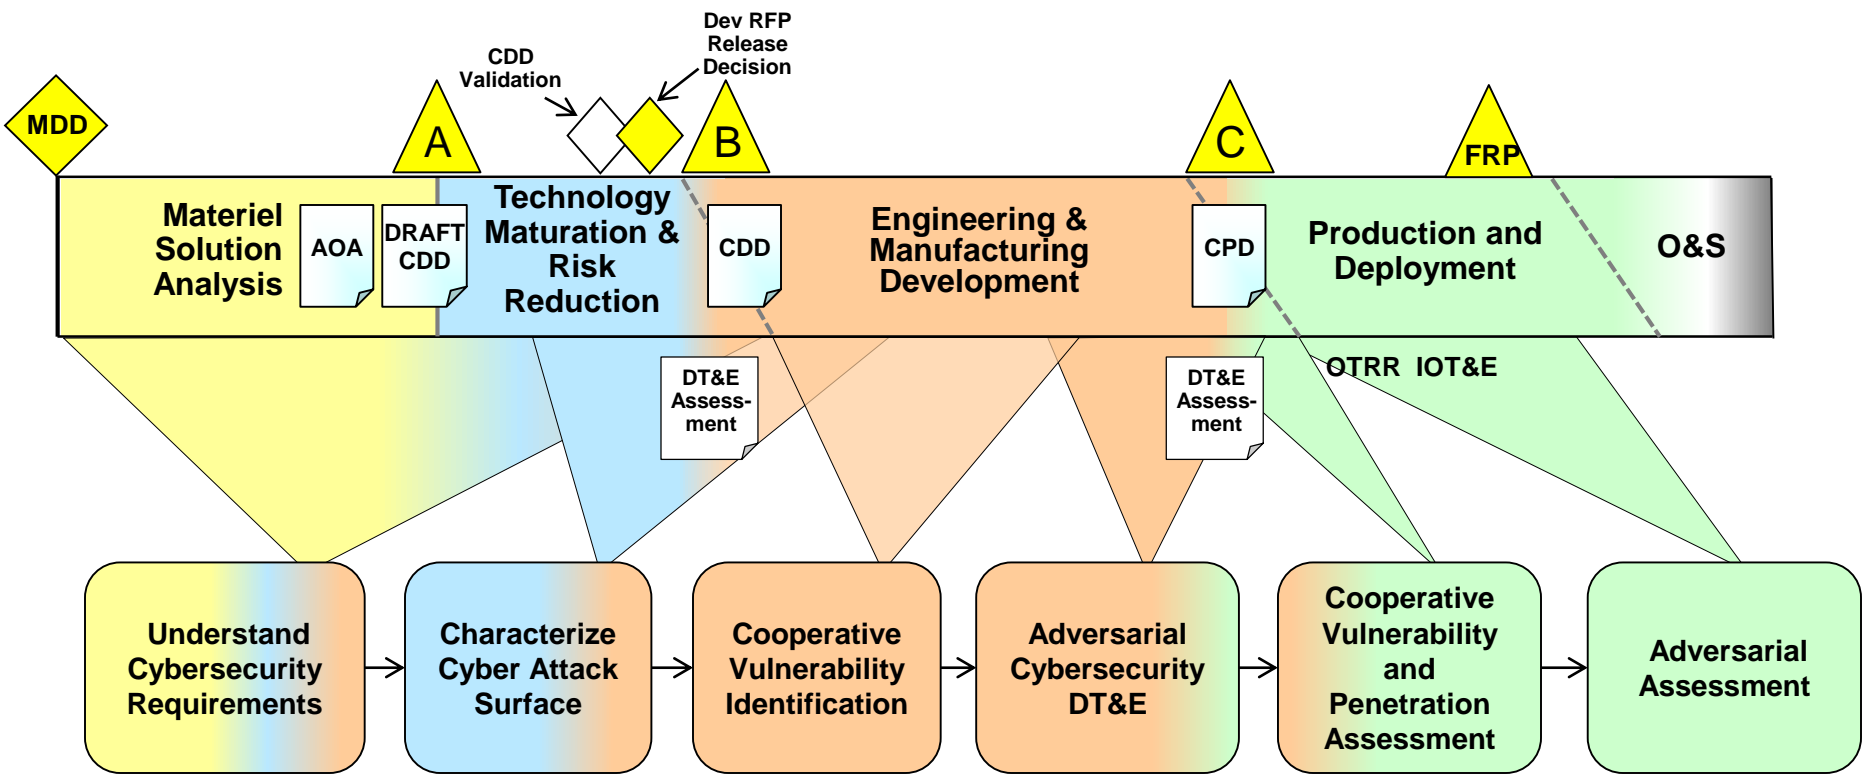 Dev RFP
Release
Decision
CDD
Validation
MDD
A
B
C
FRP
Materiel
Solution
Analysis
AOA
DRAFT
CDD
Technology
Maturation &
Risk
Reduction
CDD
Engineering &
Manufacturing
Development
CPD
Production and
Deployment
O&S
DT&E
Assess-
ment
DT&E
Assess-
ment
OTRR IOT&E
Understand
Cybersecurity
Requirements
Characterize
Cyber Attack
Surface
Cooperative
Vulnerability
Identification
Adversarial
Cybersecurity
DT&E
Cooperative
Vulnerability
and
Penetration
Assessment
Adversarial
Assessment